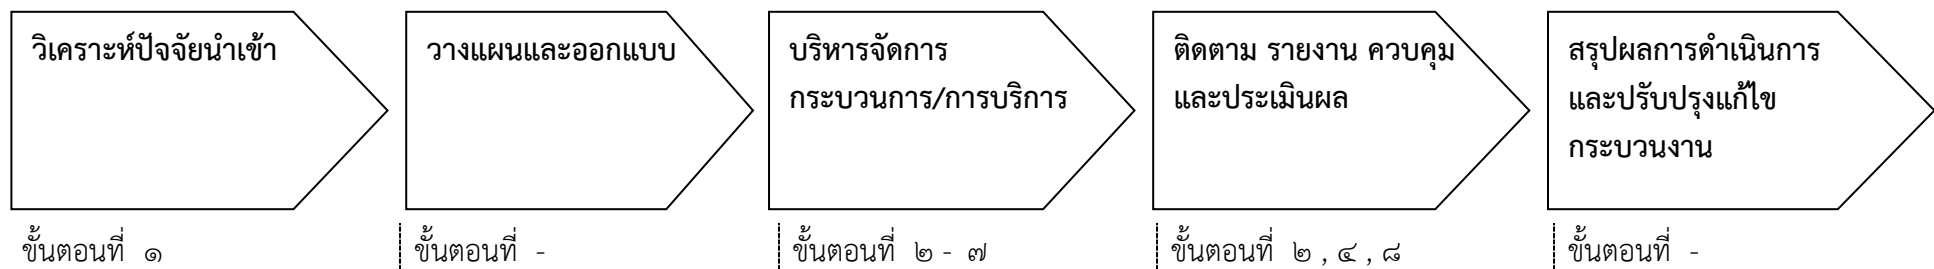 วิเคราะห์ปัจจัยนำเข้า
วางแผนและออกแบบ
บริหารจัดการ
กระบวนการ/การบริการ
ติดตาม รายงาน ควบคุม
และประเมินผล
สรุปผลการดำเนินการ
และปรับปรุงแก้ไข
กระบวนงาน
ขั้นตอนที่ ๑
ขั้นตอนที่ -
ขั้นตอนที่ ๒ - ๗
ขั้นตอนที่ ๒ , ๔ , ๘
ขั้นตอนที่ -